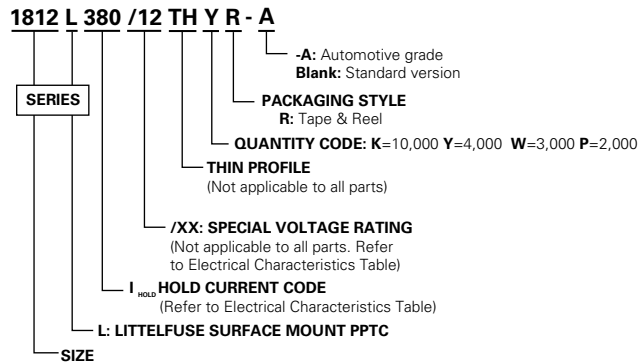 1812 L 380 /12 TH Y R - A
-A: Automotive grade
Blank: Standard version
SERIES
PACKAGING STYLE
R: Tape & Reel
QUANTITY CODE: K=10,000 Y=4,000 W=3,000 P=2,000
THIN PROFILE
(Not applicable to all parts)
/XX: SPECIAL VOLTAGE RATING
(Not applicable to all parts. Refer
to Electrical Characteristics Table)
I HOLD HOLD CURRENT CODE
(Refer to Electrical Characteristics Table)
L: LITTELFUSE SURFACE MOUNT PPTC
SIZE